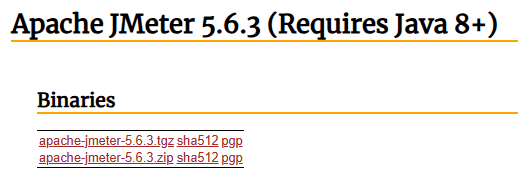 Apache JMeter 5.6.3 (Requires Java 8+)
Binaries
apache-jmeter-5.6.3.tgz sha512 pgp
apache-jmeter-5.6.3.zip sha512 pgp